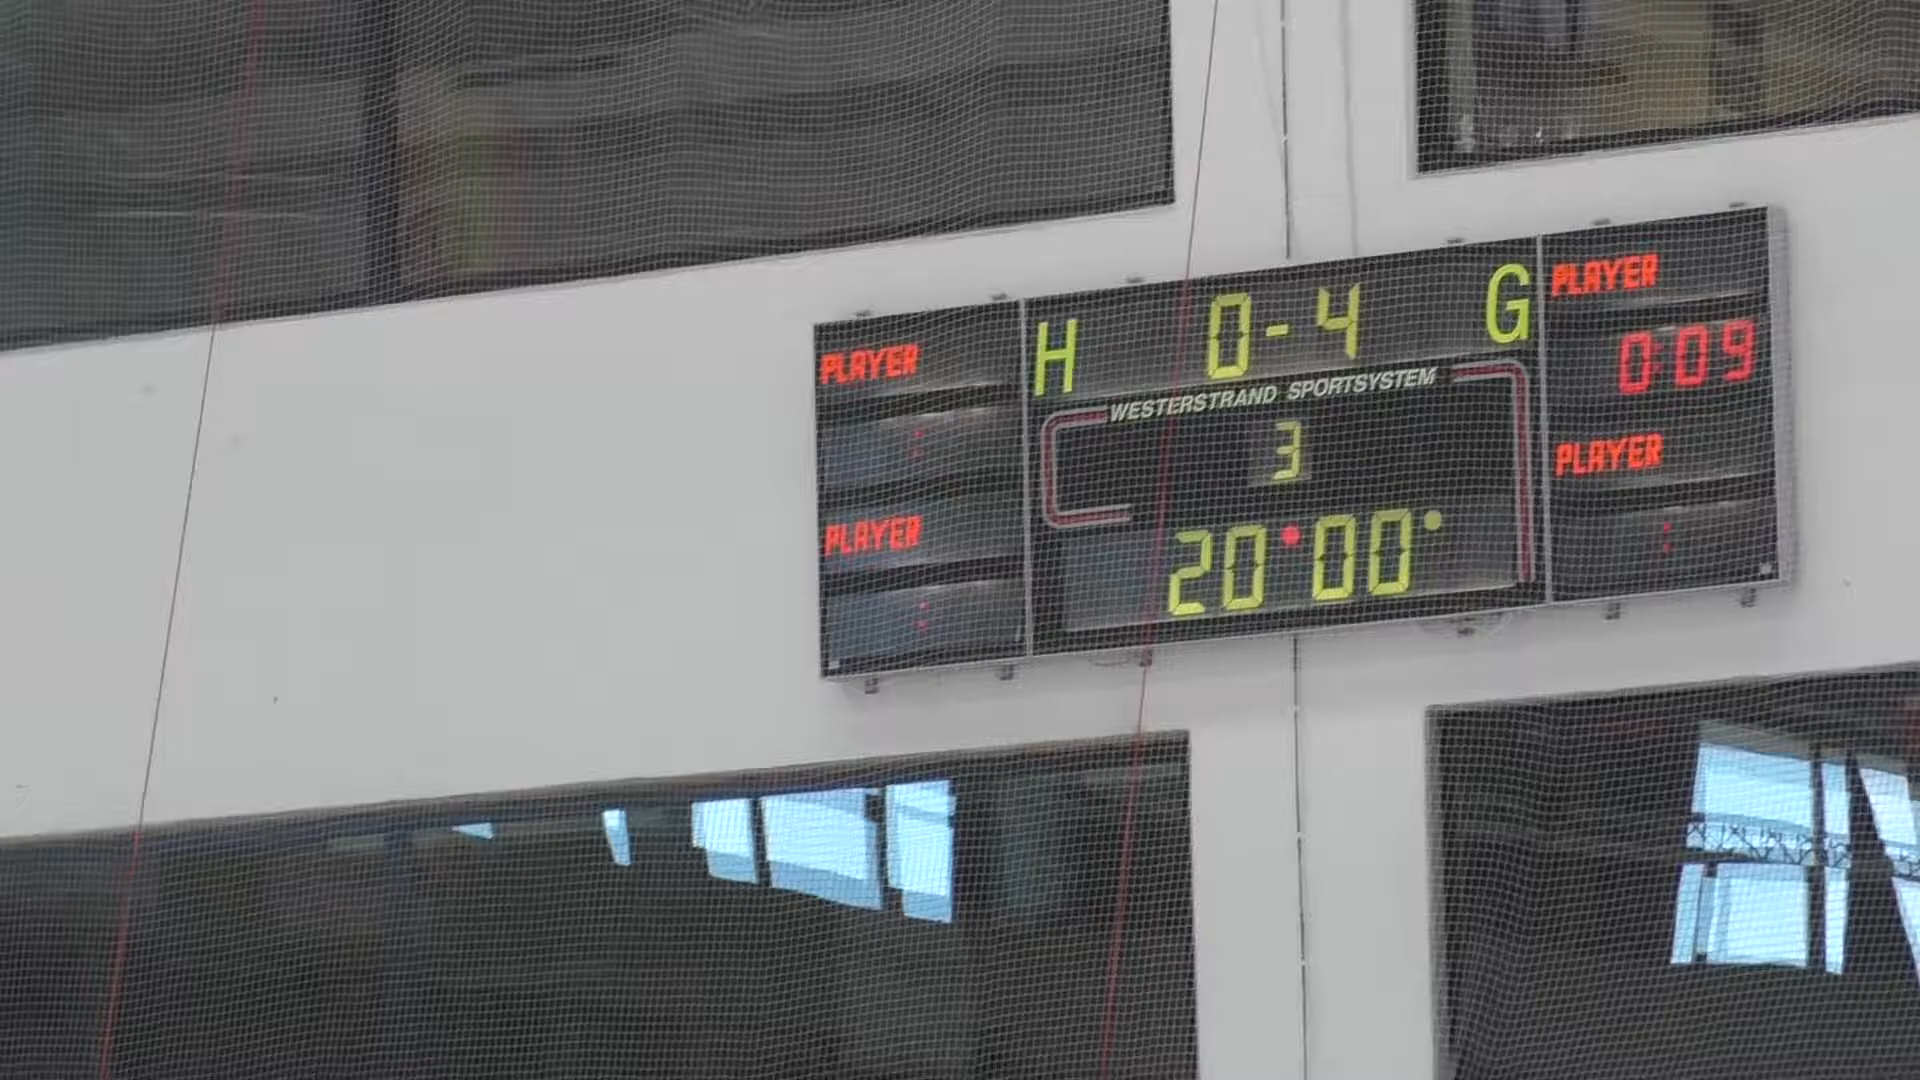 H 0-4 G
WESTERSTRAND SPORTSYSTEM
3
20:00
PLAYER
PLAYER
PLAYER
0:09
PLAYER